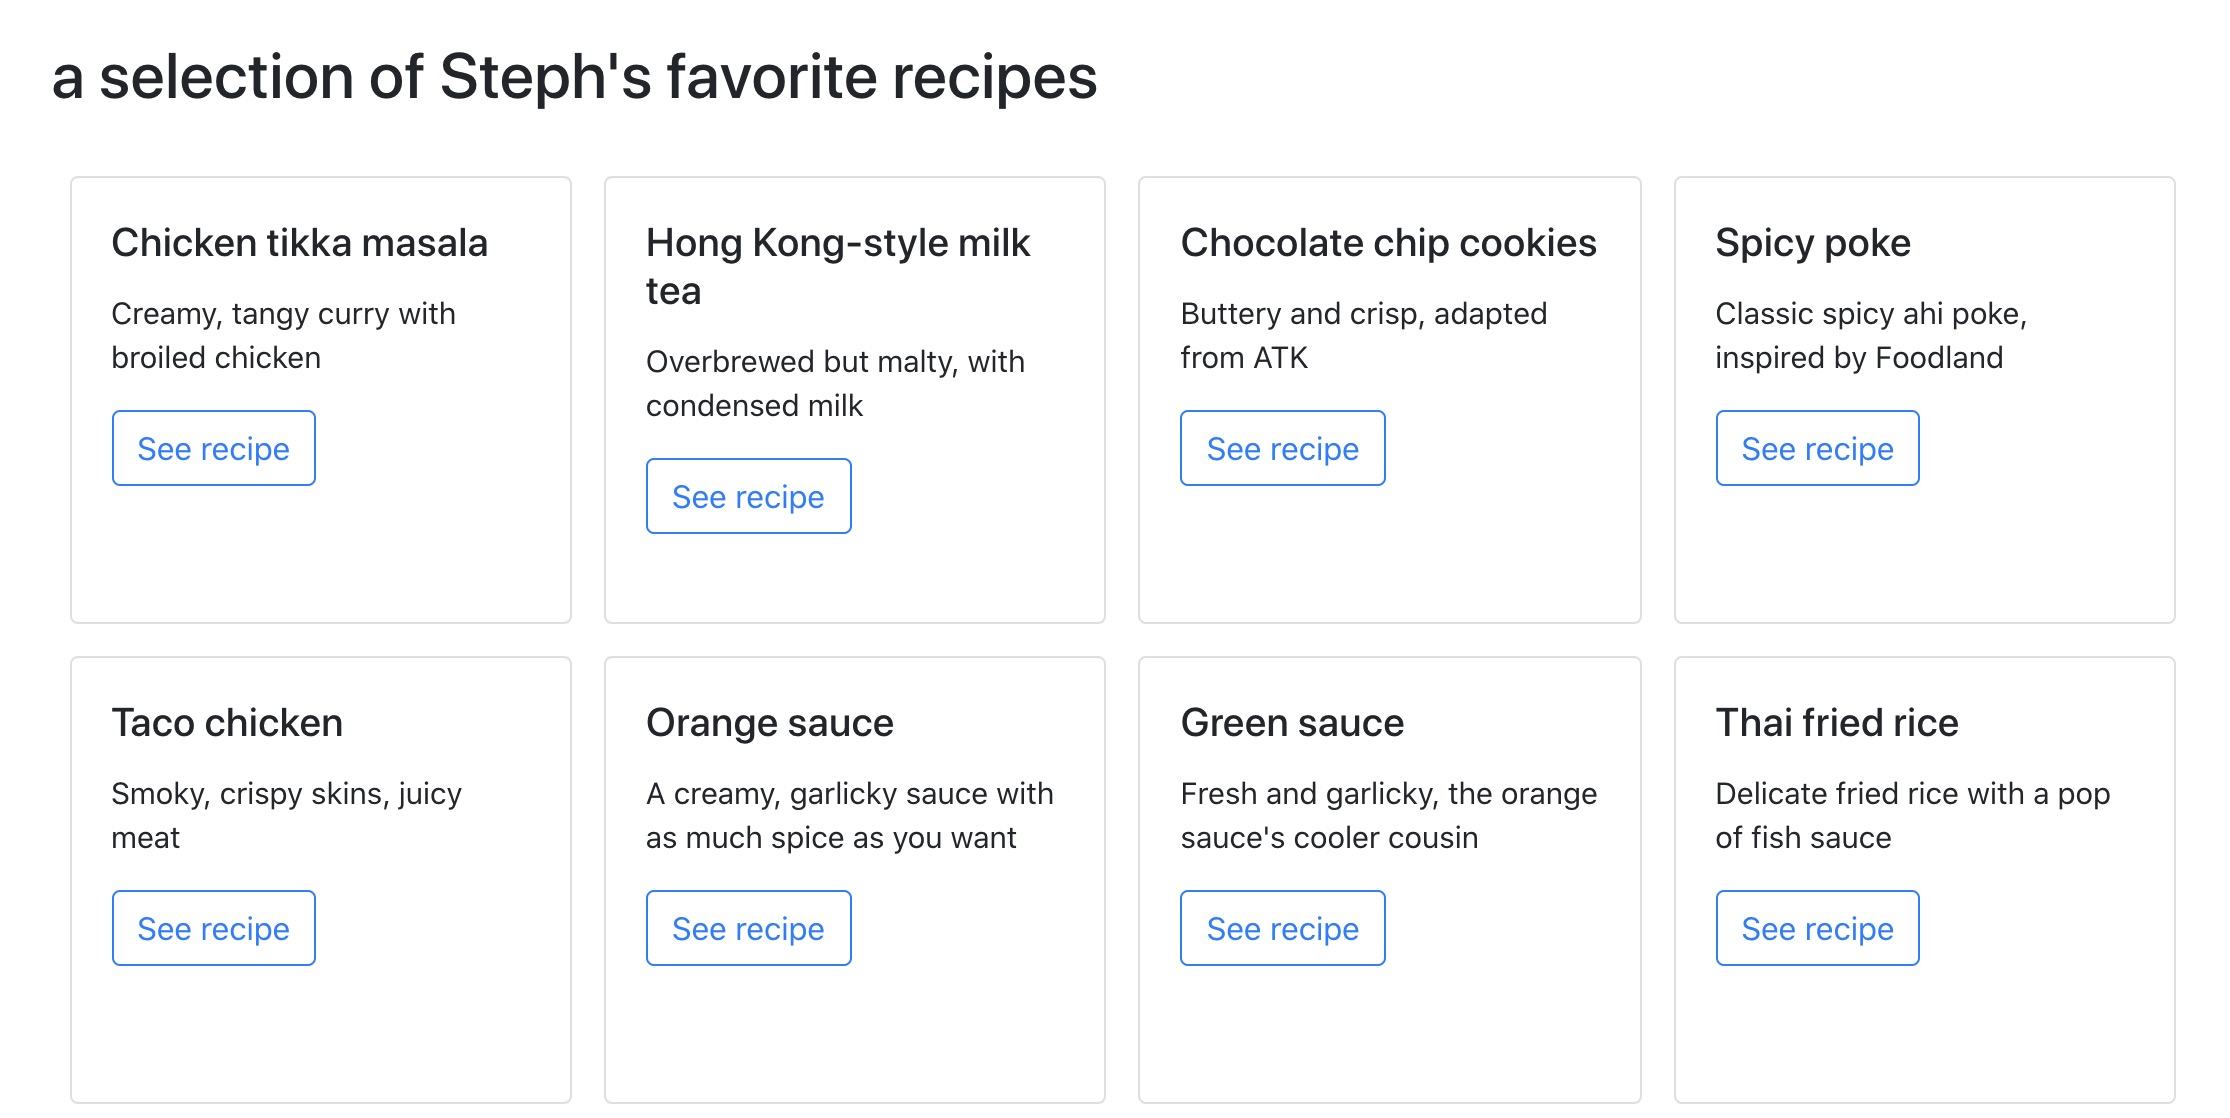 a selection of Steph's favorite recipes
Chicken tikka masala
Creamy, tangy curry with
broiled chicken
See recipe
Hong Kong-style milk
tea
Overbrewed but malty, with
condensed milk
See recipe
Chocolate chip cookies
Buttery and crisp, adapted
from ATK
See recipe
Spicy poke
Classic spicy ahi poke,
inspired by Foodland
See recipe
Taco chicken
Smoky, crispy skins, juicy
meat
See recipe
Orange sauce
A creamy, garlicky sauce with
as much spice as you want
See recipe
Green sauce
Fresh and garlicky, the orange
sauce's cooler cousin
See recipe
Thai fried rice
Delicate fried rice with a pop
of fish sauce
See recipe